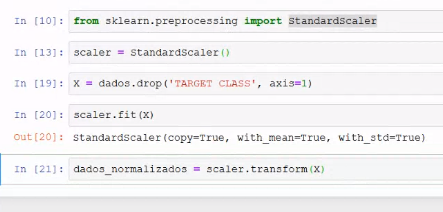 In [10]: from sklearn.preprocessing import StandardScaler
In [13]: scaler = StandardScaler()
In [19]: X = dados.drop('TARGET CLASS', axis=1)
In [20]: scaler.fit(X)
Out[20]: StandardScaler(copy=True, with_mean=True, with_std=True)
In [21]: dados_normalizados = scaler.transform(X)